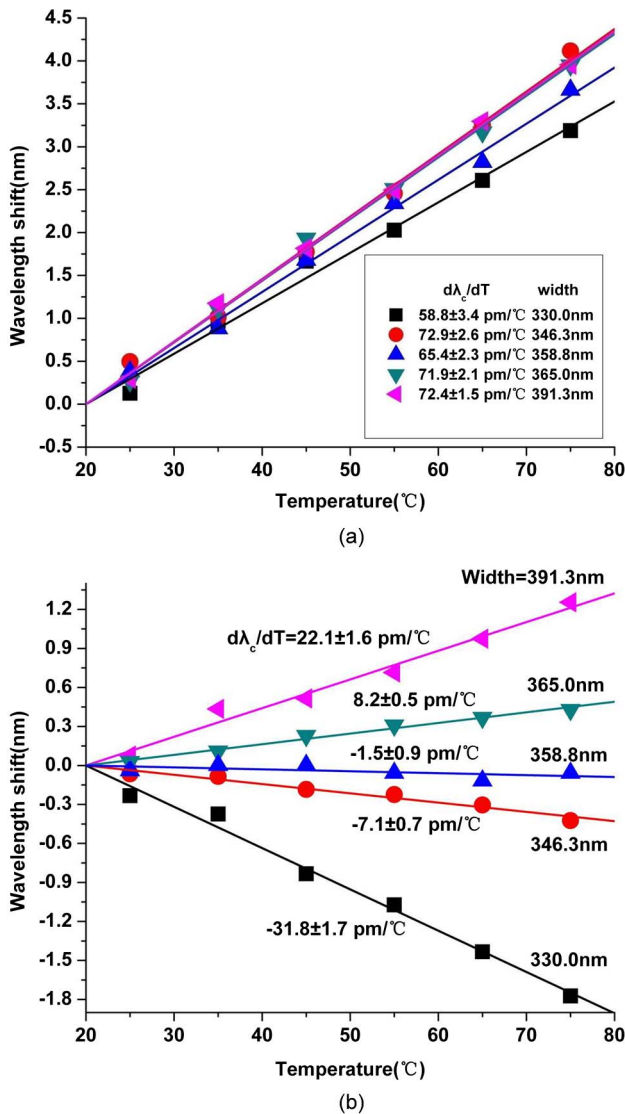 4.5
4.0
3.5
3.0
2.5
2.0
1.5
1.0
0.5
0.0
-0.5
Wavelength shift(nm)
dλc/dT width
58.8±3.4 pm/℃ 330.0nm
72.9±2.6 pm/℃ 346.3nm
65.4±2.3 pm/℃ 358.8nm
71.9±2.1 pm/℃ 365.0nm
72.4±1.5 pm/℃ 391.3nm
20 30 40 50 60 70 80
Temperature(℃)
(a)
Width=391.3nm
1.2
0.9
0.6
0.3
0.0
-0.3
-0.6
-0.9
-1.2
-1.5
-1.8
Wavelength shift(nm)
dλc/dT=22.1±1.6 pm/℃
8.2±0.5 pm/℃
365.0nm
-1.5±0.9 pm/℃
358.8nm
-7.1±0.7 pm/℃
346.3nm
-31.8±1.7 pm/℃
330.0nm
20 30 40 50 60 70 80
Temperature(℃)
(b)